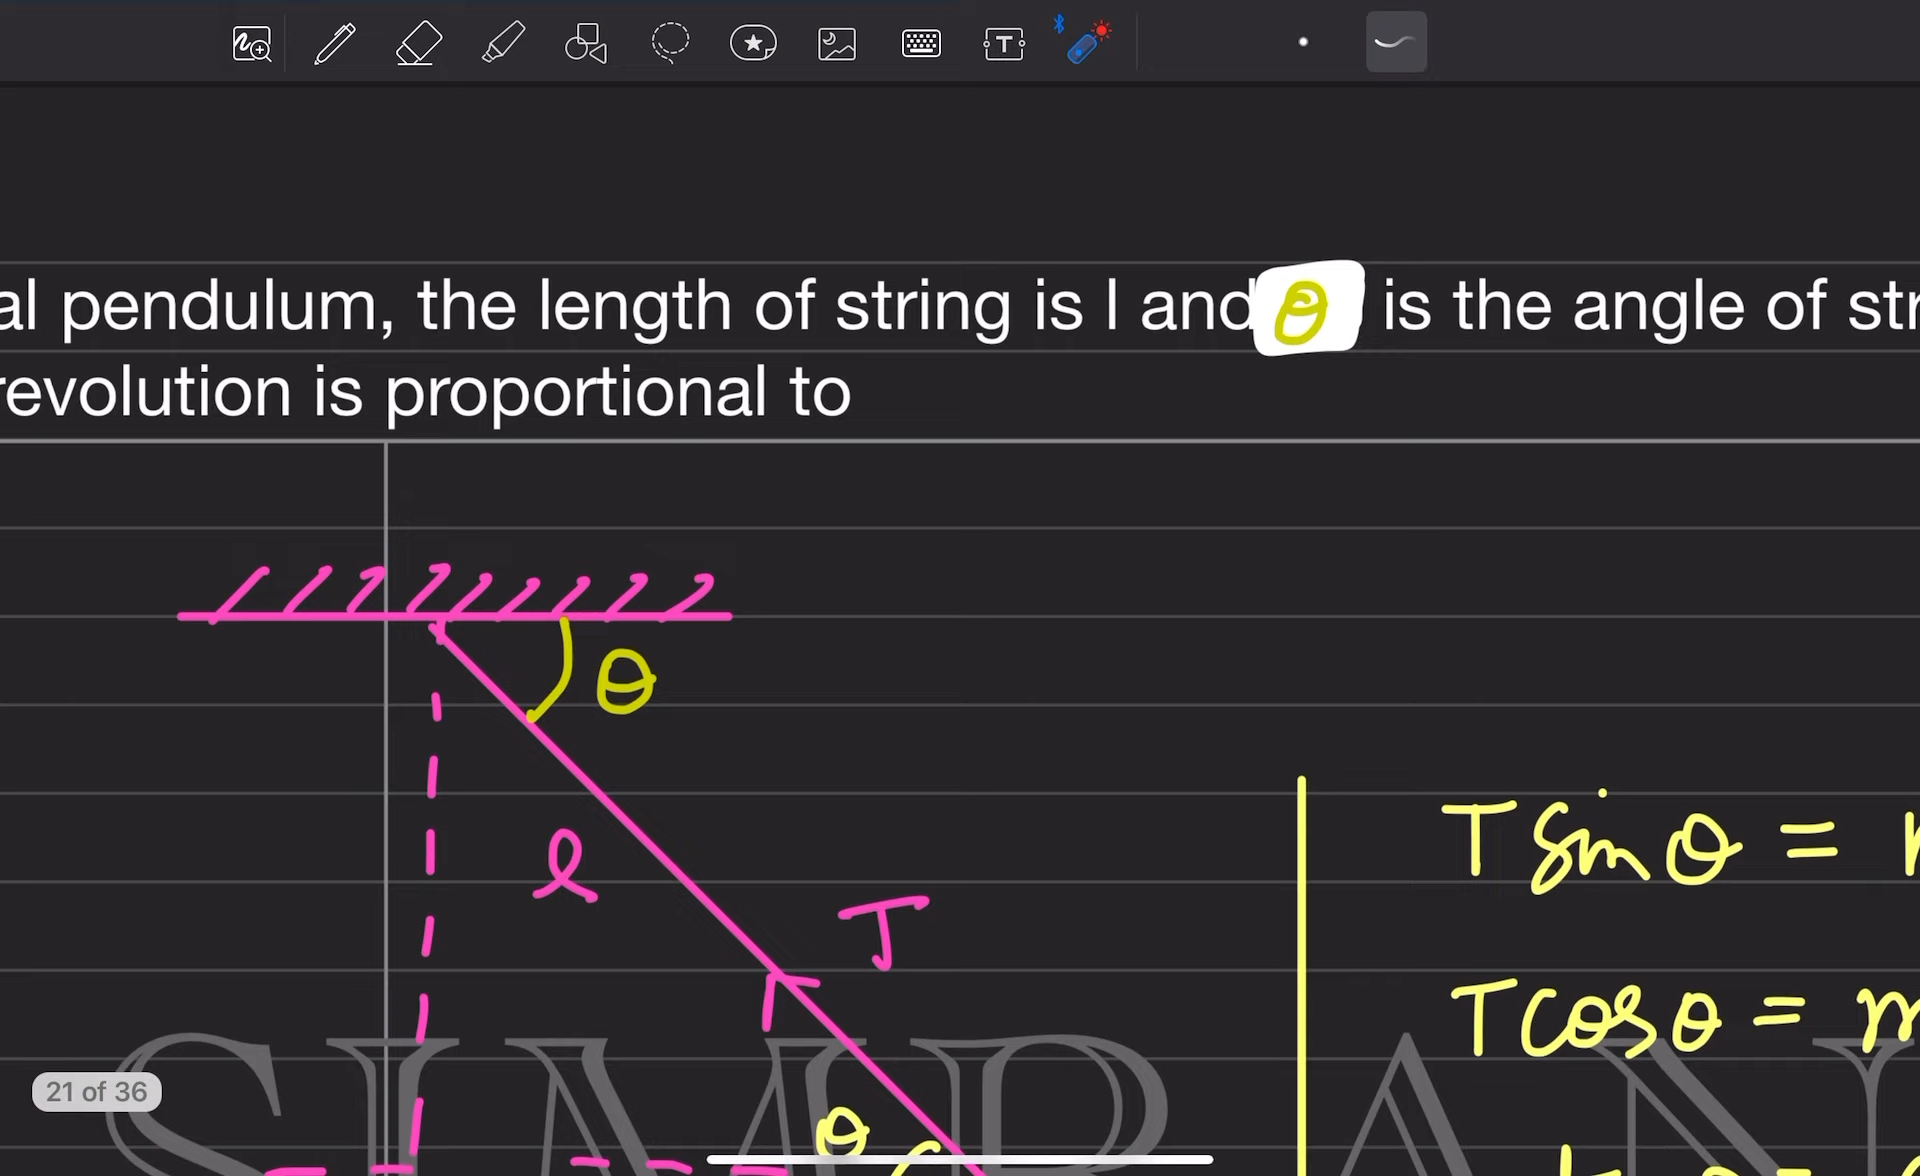 al pendulum, the length of string is l and θ is the angle of str
revolution is proportional to
θ
l
T
T sin θ =
T cos θ = m
21 of 36
θ